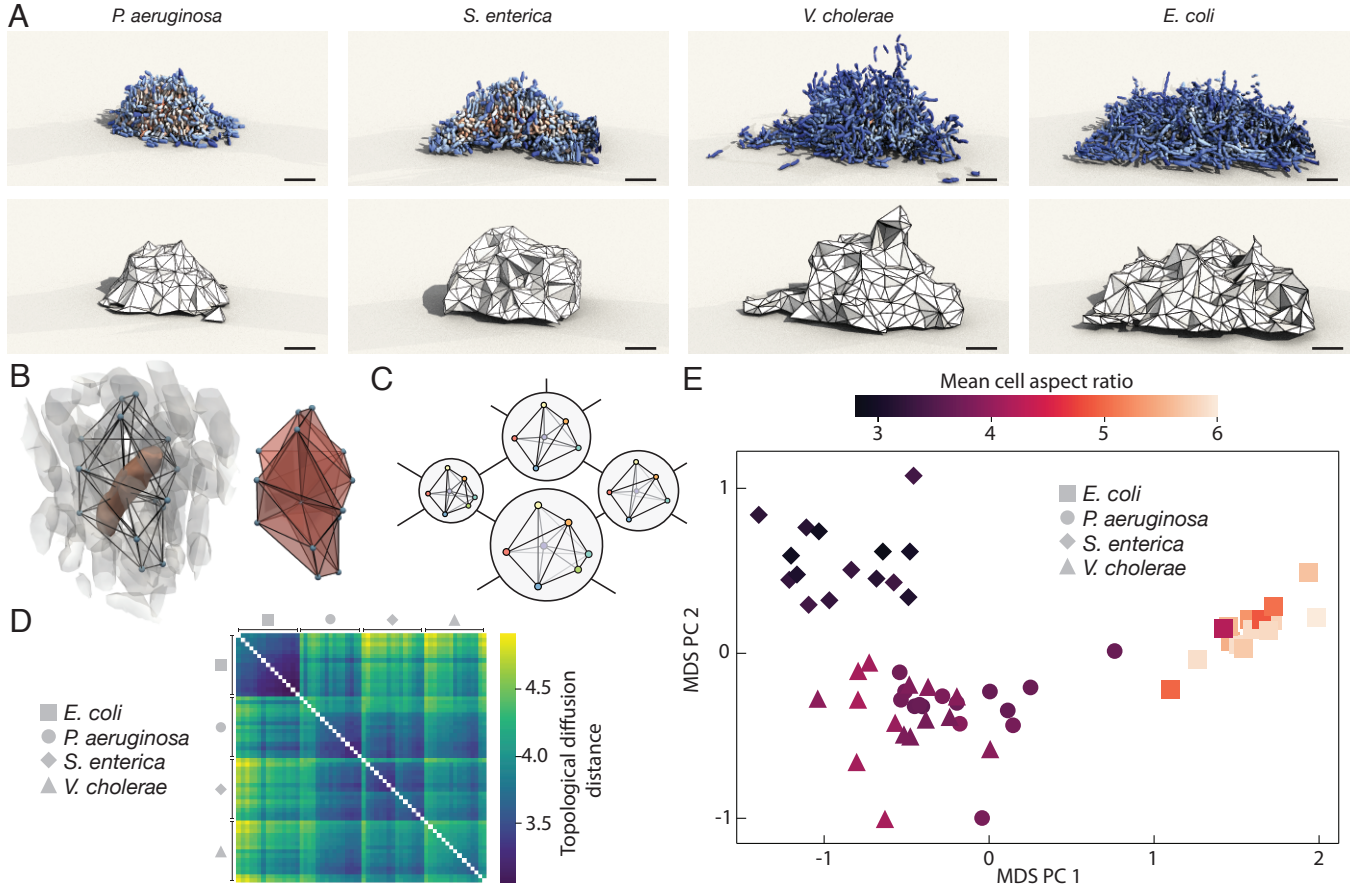 A
P. aeruginosa
S. enterica
V. cholerae
E. coli
B
C
D
E. coli
P. aeruginosa
S. enterica
V. cholerae
4.5
4.0
3.5
Topological diffusion
distance
E
Mean cell aspect ratio
3
4
5
6
E. coli
P. aeruginosa
S. enterica
V. cholerae
1
0
-1
MDS PC 2
-1
0
1
2
MDS PC 1